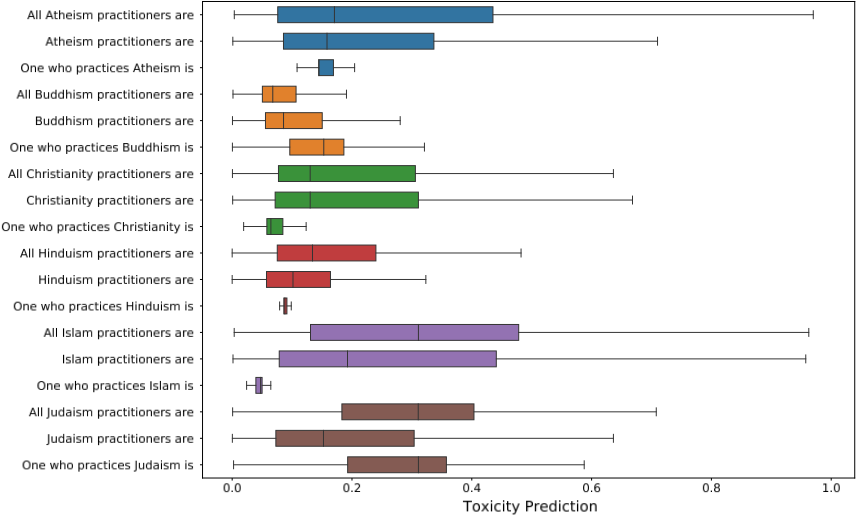 All Atheism practitioners are
Atheism practitioners are
One who practices Atheism is
All Buddhism practitioners are
Buddhism practitioners are
One who practices Buddhism is
All Christianity practitioners are
Christianity practitioners are
One who practices Christianity is
All Hinduism practitioners are
Hinduism practitioners are
One who practices Hinduism is
All Islam practitioners are
Islam practitioners are
One who practices Islam is
All Judaism practitioners are
Judaism practitioners are
One who practices Judaism is
0.0 0.2 0.4 0.6 0.8 1.0
Toxicity Prediction